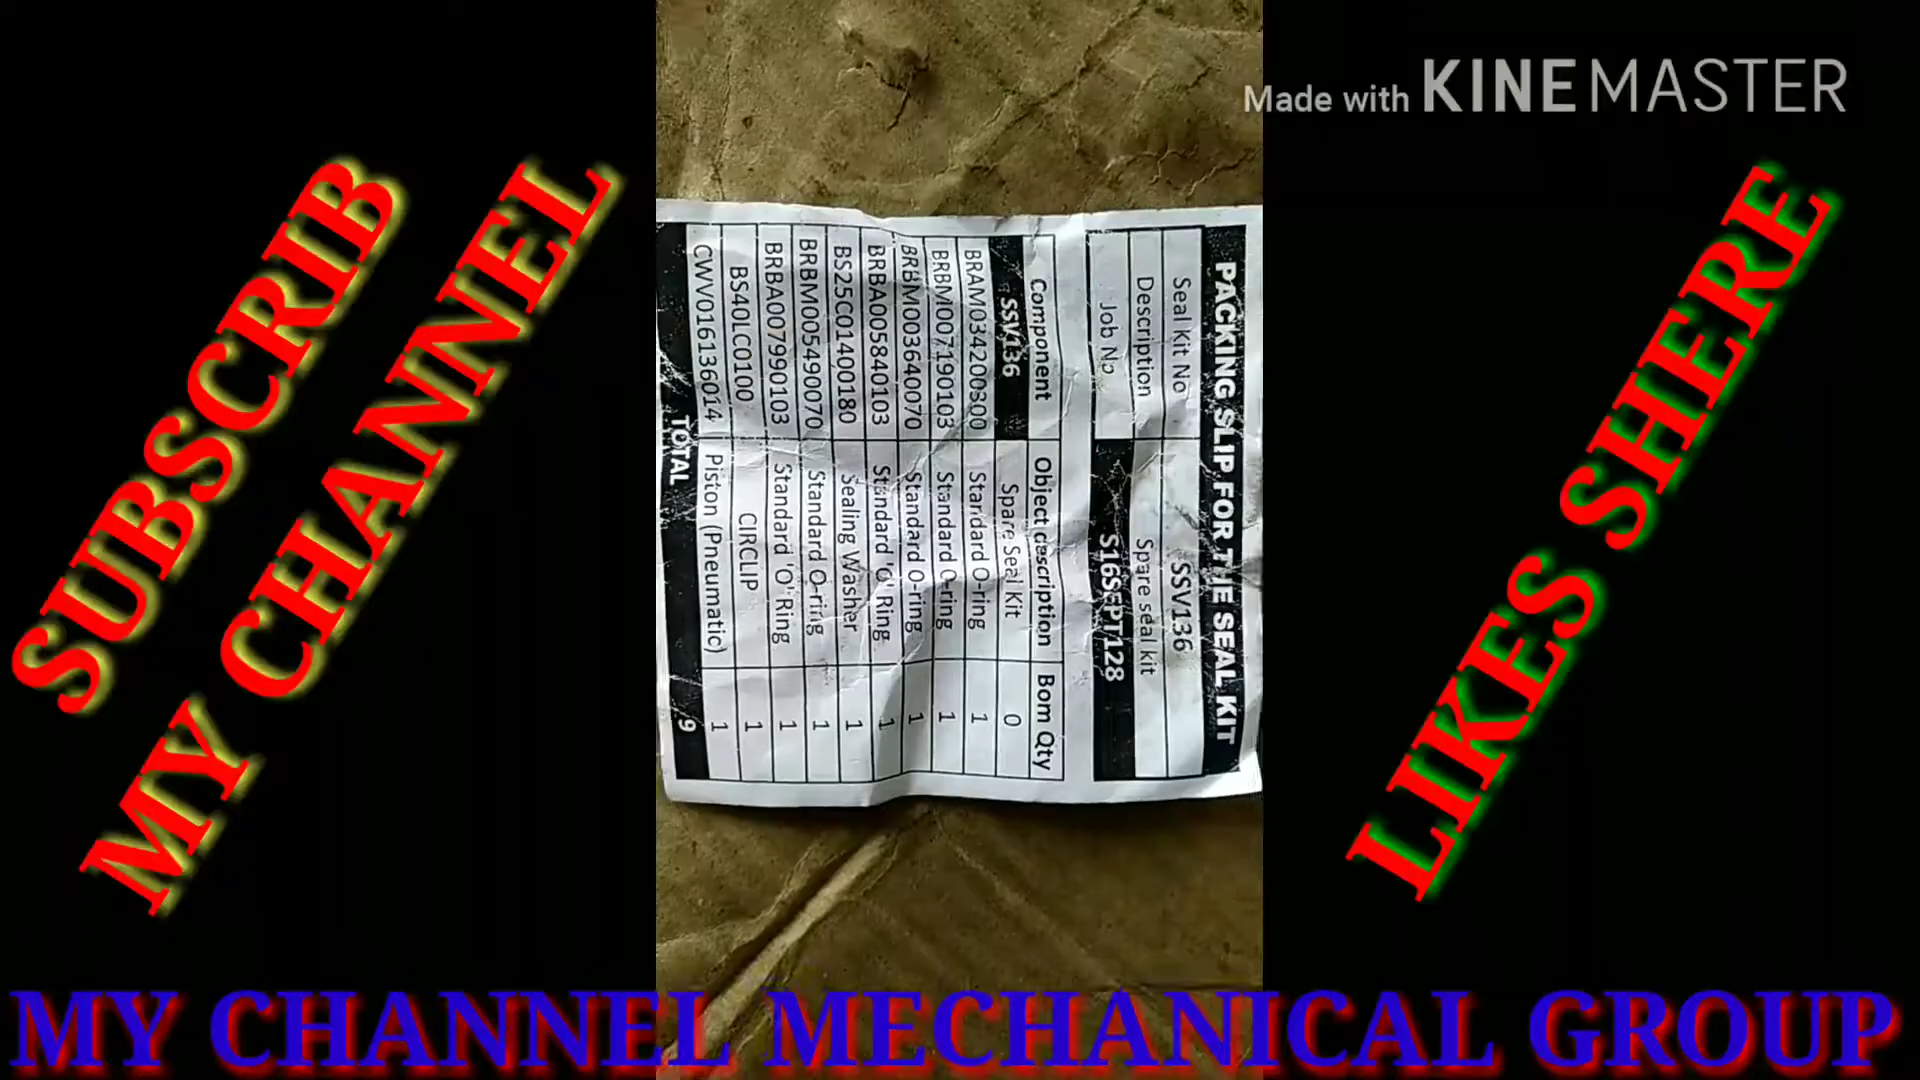 Made with KINEMASTER
SUBSCRIB
MY CHANNEL
PACKING SLIP FOR THE SEAL KIT
Seal Kit No SSV136
Description Spare seal kit
Job No S16SEPT128
Component Object description Bom Qty
SSV136 Spare Seal Kit 0
BRAM034200300 Standard O-ring 1
BRBM007190103 Standard O-ring 1
BRBM003640070 Standard O-ring 1
BRBA005840103 Standard 'O' Ring 1
BS25C01400180 Sealing Washer 1
BRBM005490070 Standard O-ring 1
BRBA007990103 Standard 'O' Ring 1
BS40LC0100 CIRCLIP 1
CWV016136014 Piston (Pneumatic) 1
TOTAL 9
LIKES SHERE
MY CHANNEL MECHANICAL GROUP